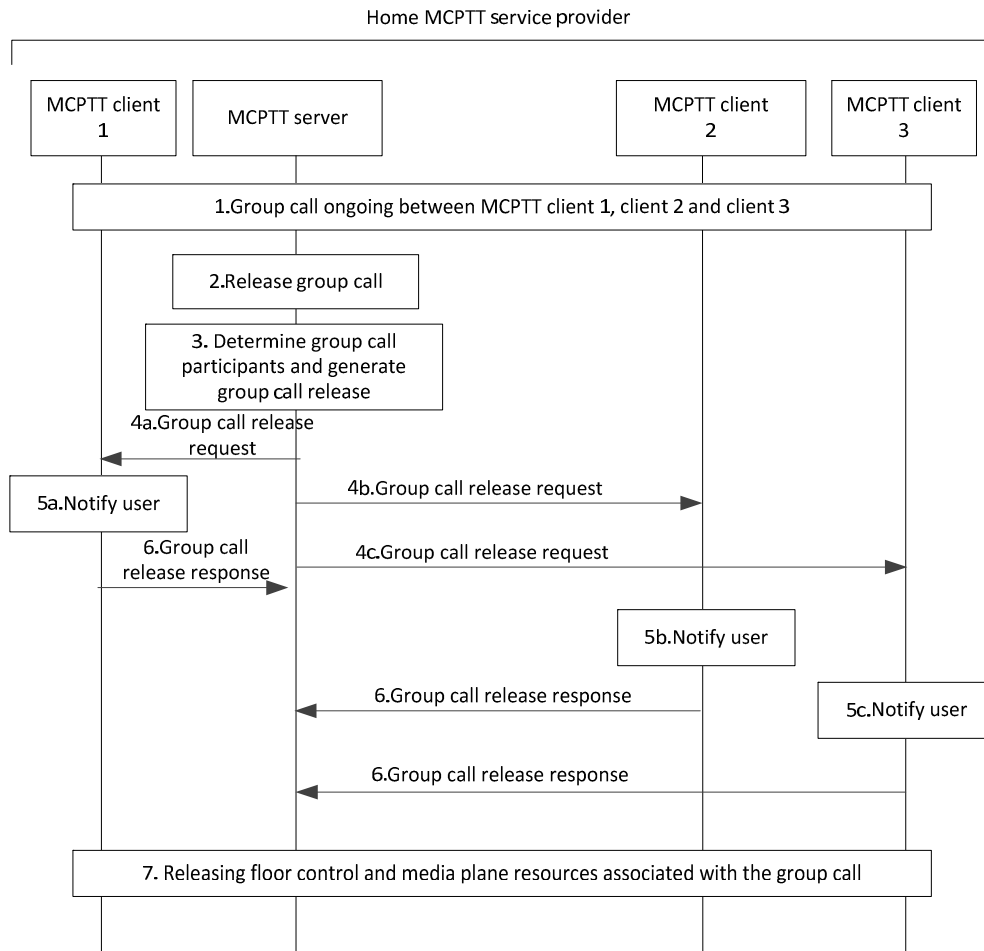 Home MCPTT service provider
MCPTT client
1
MCPTT server
MCPTT client
2
MCPTT client
3
1.Group call ongoing between MCPTT client 1, client 2 and client 3
2.Release group call
3. Determine group call
participants and generate
group call release
4a.Group call release
request
5a.Notify user
4b.Group call release request
6.Group call
release response
4c.Group call release request
5b.Notify user
6.Group call release response
5c.Notify user
6.Group call release response
7. Releasing floor control and media plane resources associated with the group call